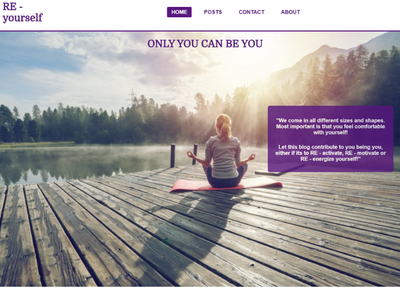 RE -
yourself
HOME
POSTS
CONTACT
ABOUT
ONLY YOU CAN BE YOU
"We come in all different sizes and shapes.
Most important is that you feel comfortable
with yourself!
Let this blog contribute to you being you,
either if its to RE - activate, RE - motivate or
RE - energize yourself!"